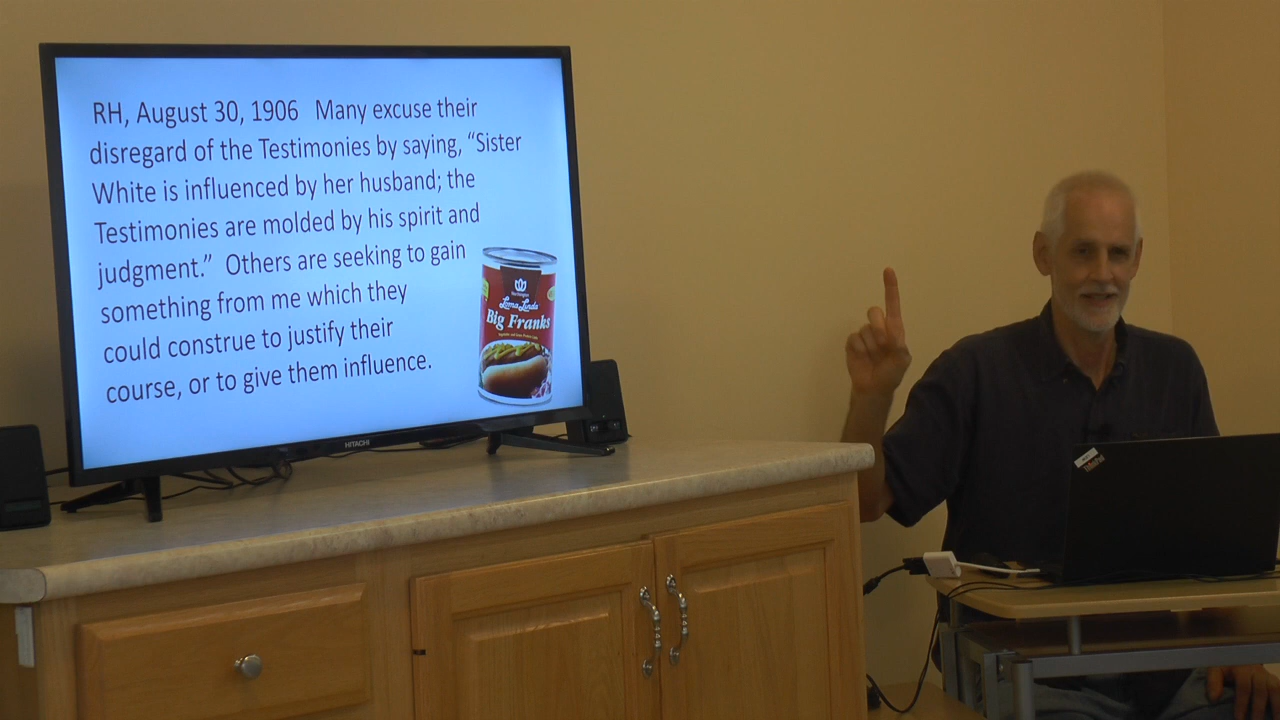 RH, August 30, 1906 Many excuse their
disregard of the Testimonies by saying, “Sister
White is influenced by her husband; the
Testimonies are molded by his spirit and
judgment.” Others are seeking to gain
something from me which they
could construe to justify their
course, or to give them influence.
Worthington
Loma Linda
Big Franks
HITACHI
ThinkPad